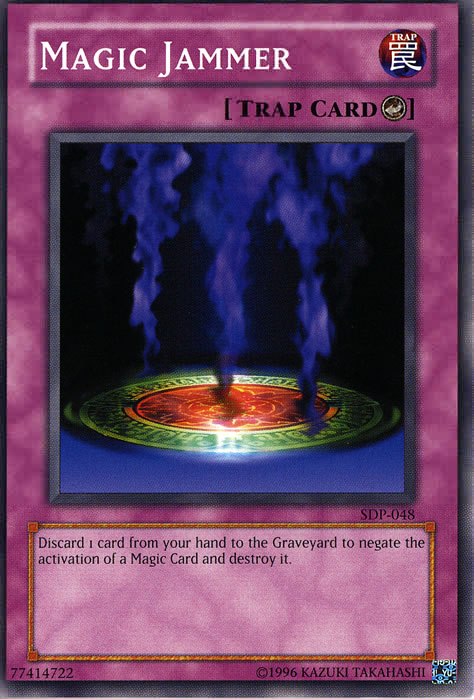 Magic Jammer
TRAP
罠
[Trap Card]
SDP-048
Discard 1 card from your hand to the Graveyard to negate the
activation of a Magic Card and destroy it.
77414722
©1996 KAZUKI TAKAHASHI